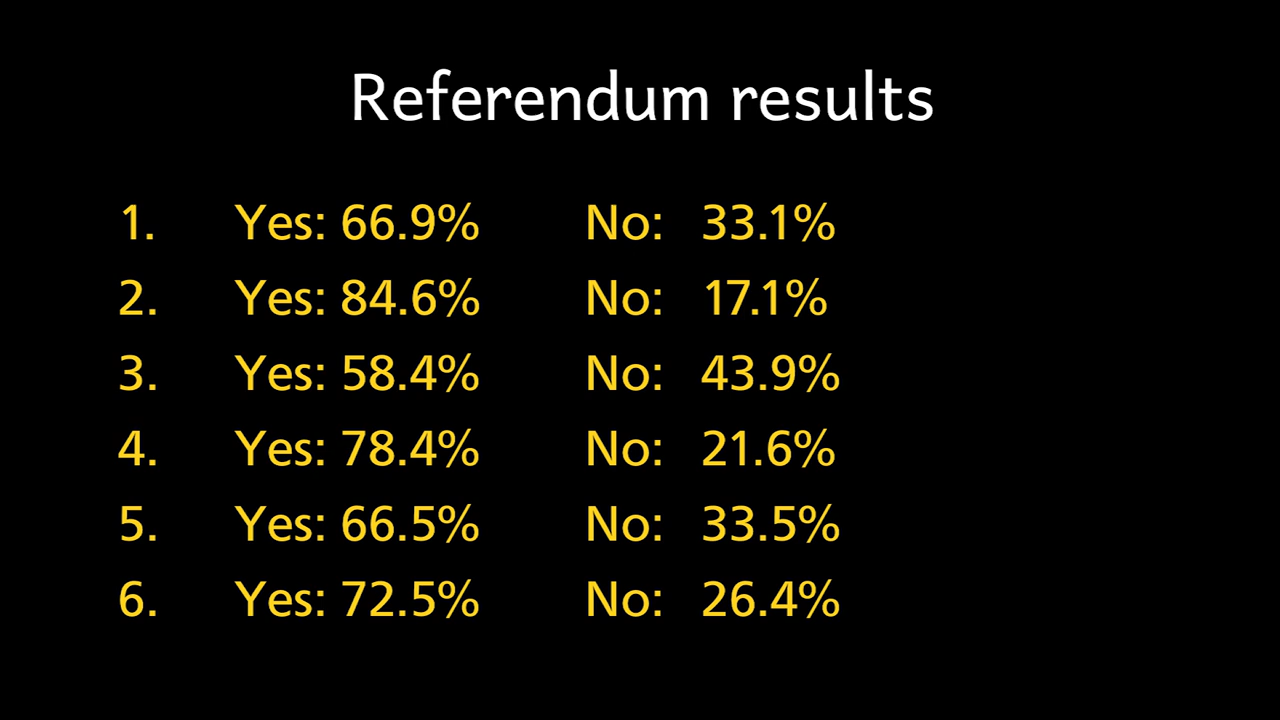 Referendum results
1. Yes: 66.9% No: 33.1%
2. Yes: 84.6% No: 17.1%
3. Yes: 58.4% No: 43.9%
4. Yes: 78.4% No: 21.6%
5. Yes: 66.5% No: 33.5%
6. Yes: 72.5% No: 26.4%